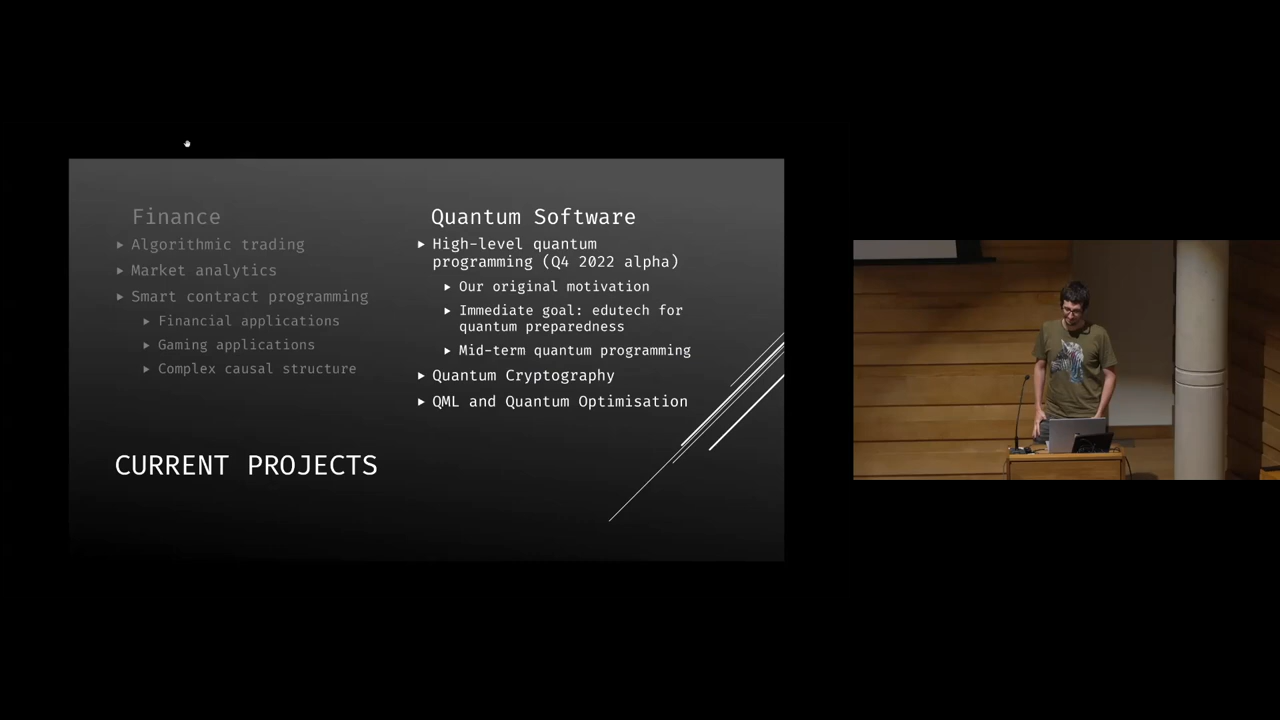 Finance
Algorithmic trading
Market analytics
Smart contract programming
Financial applications
Gaming applications
Complex causal structure
Quantum Software
High-level quantum
programming (Q4 2022 alpha)
Our original motivation
Immediate goal: edutech for
quantum preparedness
Mid-term quantum programming
Quantum Cryptography
QML and Quantum Optimisation
CURRENT PROJECTS